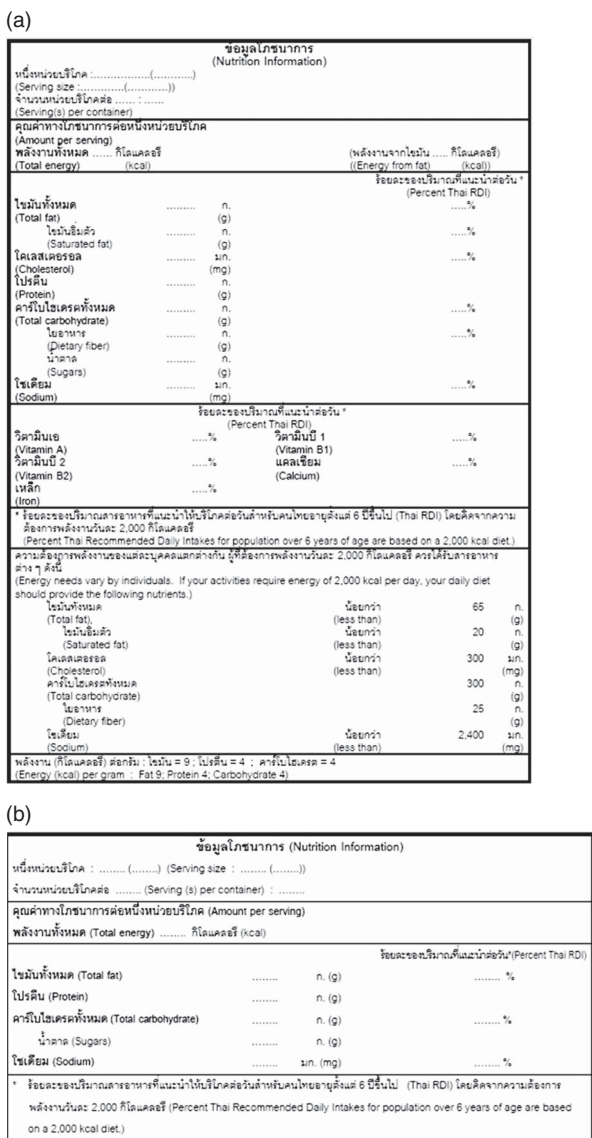 (a)
ข้อมูลโภชนาการ
(Nutrition Information)
หนึ่งหน่วยบริโภค :.................(...........)
(Serving size :............(............))
จำนวนหน่วยบริโภคต่อ ...... : ......
(Serving(s) per container)
คุณค่าทางโภชนาการต่อหนึ่งหน่วยบริโภค
(Amount per serving)
พลังงานทั้งหมด ...... กิโลแคลอรี (พลังงานจากไขมัน ..... กิโลแคลอรี)
(Total energy) (kcal) ((Energy from fat) (kcal))
ร้อยละของปริมาณที่แนะนำต่อวัน *
(Percent Thai RDI)
ไขมันทั้งหมด ......... ก. .....%
(Total fat) (g)
ไขมันอิ่มตัว ......... ก. .....%
(Saturated fat) (g)
โคเลสเตอรอล ......... มก. .....%
(Cholesterol) (mg)
โปรตีน ......... ก.
(Protein) (g)
คาร์โบไฮเดรตทั้งหมด ......... ก. .....%
(Total carbohydrate) (g)
ใยอาหาร ......... ก. .....%
(Dietary fiber) (g)
น้ำตาล ......... ก.
(Sugars) (g)
โซเดียม ......... มก. .....%
(Sodium) (mg)
ร้อยละของปริมาณที่แนะนำต่อวัน *
(Percent Thai RDI)
วิตามินเอ .....% วิตามินบี 1 .....%
(Vitamin A) (Vitamin B1)
วิตามินบี 2 .....% แคลเซียม .....%
(Vitamin B2) (Calcium)
เหล็ก .....%
(Iron)
* ร้อยละของปริมาณสารอาหารที่แนะนำให้บริโภคต่อวันสำหรับคนไทยอายุตั้งแต่ 6 ปีขึ้นไป (Thai RDI) โดยคิดจากความ
ต้องการพลังงานวันละ 2,000 กิโลแคลอรี
(Percent Thai Recommended Daily Intakes for population over 6 years of age are based on a 2,000 kcal diet.)
ความต้องการพลังงานของแต่ละบุคคลแตกต่างกัน ผู้ที่ต้องการพลังงานวันละ 2,000 กิโลแคลอรี ควรได้รับสารอาหาร
ต่าง ๆ ดังนี้
(Energy needs vary by individuals. If your activities require energy of 2,000 kcal per day, your daily diet
should provide the following nutrients.)
ไขมันทั้งหมด น้อยกว่า 65 ก.
(Total fat), (less than) (g)
ไขมันอิ่มตัว น้อยกว่า 20 ก.
(Saturated fat) (less than) (g)
โคเลสเตอรอล น้อยกว่า 300 มก.
(Cholesterol) (less than) (mg)
คาร์โบไฮเดรตทั้งหมด 300 ก.
(Total carbohydrate) (g)
ใยอาหาร 25 ก.
(Dietary fiber) (g)
โซเดียม น้อยกว่า 2,400 มก.
(Sodium) (less than) (mg)
พลังงาน (กิโลแคลอรี) ต่อกรัม : ไขมัน = 9 ; โปรตีน = 4 ; คาร์โบไฮเดรต = 4
(Energy (kcal) per gram : Fat 9; Protein 4; Carbohydrate 4)
(b)
ข้อมูลโภชนาการ (Nutrition Information)
หนึ่งหน่วยบริโภค : ........ (........) (Serving size : ........ (........))
จำนวนหน่วยบริโภคต่อ ........ (Serving (s) per container) : ........
คุณค่าทางโภชนาการต่อหนึ่งหน่วยบริโภค (Amount per serving)
พลังงานทั้งหมด (Total energy) ........ กิโลแคลอรี (kcal)
ร้อยละของปริมาณที่แนะนำต่อวัน*(Percent Thai RDI)
ไขมันทั้งหมด (Total fat) ........ ก. (g) ........ %
โปรตีน (Protein) ........ ก. (g)
คาร์โบไฮเดรตทั้งหมด (Total carbohydrate) ........ ก. (g) ........ %
น้ำตาล (Sugars) ........ ก. (g)
โซเดียม (Sodium) ........ มก. (mg) ........ %
* ร้อยละของปริมาณสารอาหารที่แนะนำให้บริโภคต่อวันสำหรับคนไทยอายุตั้งแต่ 6 ปีขึ้นไป (Thai RDI) โดยคิดจากความต้องการ
พลังงานวันละ 2,000 กิโลแคลอรี (Percent Thai Recommended Daily Intakes for population over 6 years of age are based
on a 2,000 kcal diet.)